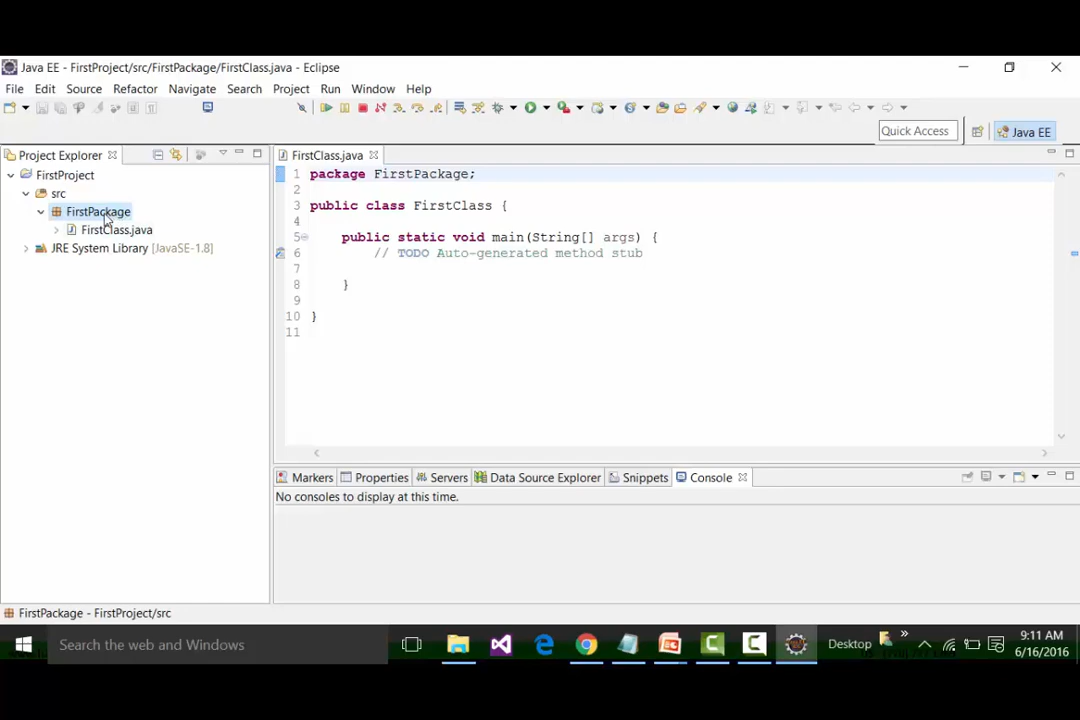 Java EE - FirstProject/src/FirstPackage/FirstClass.java - Eclipse
File Edit Source Refactor Navigate Search Project Run Window Help
Quick Access
Java EE
Project Explorer
FirstProject
src
FirstPackage
FirstClass.java
JRE System Library [JavaSE-1.8]
FirstClass.java
1 package FirstPackage;
2
3 public class FirstClass {
4
5 public static void main(String[] args) {
6 // TODO Auto-generated method stub
7
8 }
9
10 }
11
Markers Properties Servers Data Source Explorer Snippets Console
No consoles to display at this time.
FirstPackage - FirstProject/src
Search the web and Windows
Desktop
9:11 AM
6/16/2016